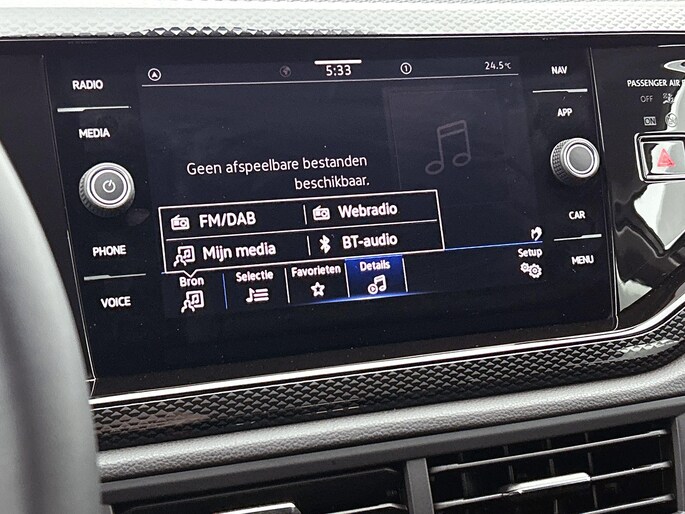 RADIO
MEDIA
PHONE
VOICE
5:33
1
24.5°C
Geen afspeelbare bestanden
beschikbaar.
FM/DAB
Webradio
Mijn media
BT-audio
Bron
Selectie
Favorieten
Details
Setup
NAV
APP
CAR
MENU
PASSENGER AIR
OFF
ON